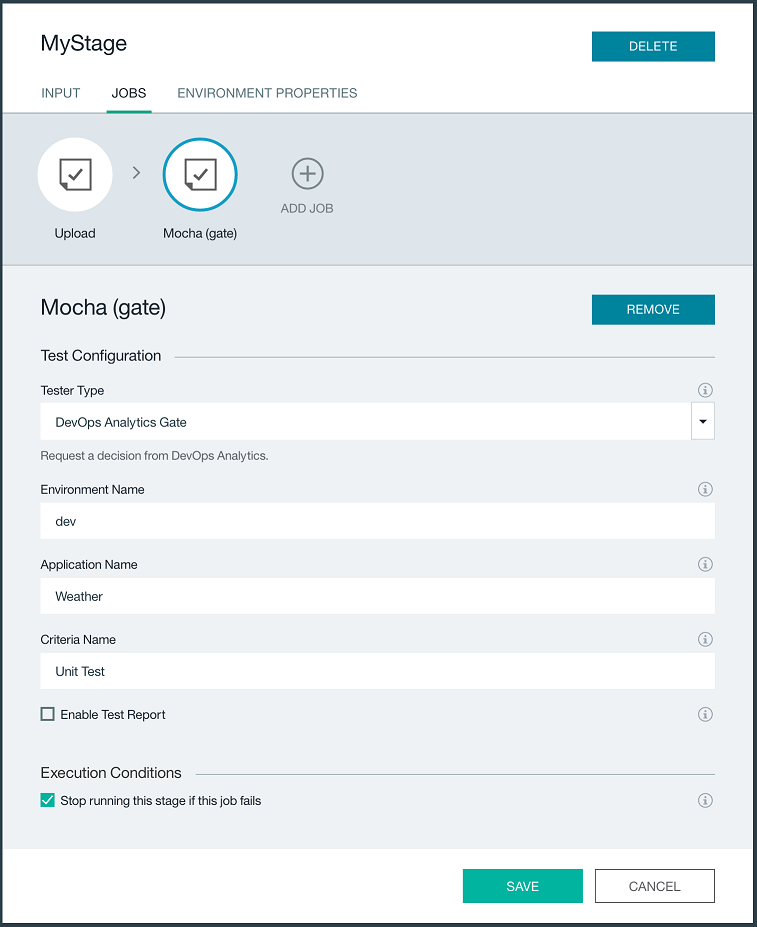 MyStage
DELETE
INPUT JOBS ENVIRONMENT PROPERTIES
ADD JOB
Upload Mocha (gate)
Mocha (gate)
REMOVE
Test Configuration
Tester Type
DevOps Analytics Gate
Request a decision from DevOps Analytics.
Environment Name
dev
Application Name
Weather
Criteria Name
Unit Test
Enable Test Report
Execution Conditions
Stop running this stage if this job fails
SAVE CANCEL